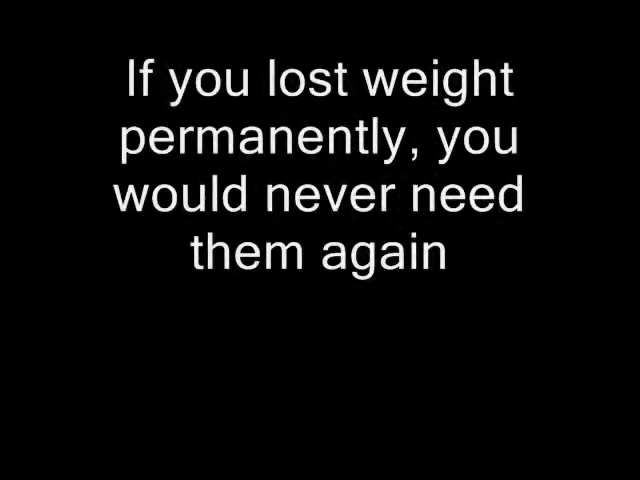 If you lost weight
permanently, you
would never need
them again